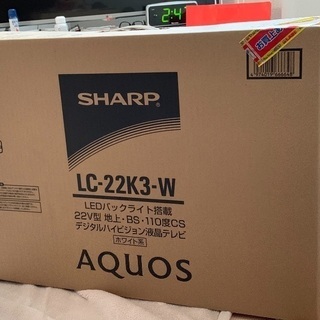 2:4
SHARP
LC-22K3-W
LEDバックライト搭載
22V型 地上・BS・110度CS
デジタルハイビジョン液晶テレビ
ホワイト系
AQUOS